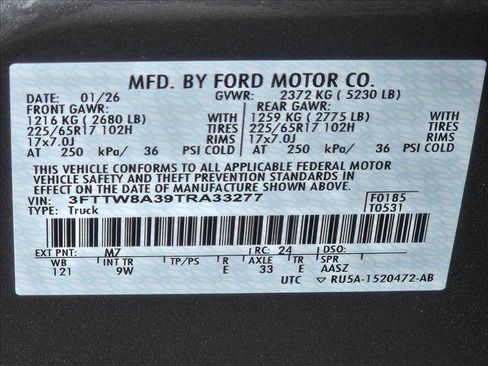 MFD. BY FORD MOTOR CO.
DATE: 01/26 GVWR: 2372 KG ( 5230 LB)
FRONT GAWR: REAR GAWR:
1216 KG ( 2680 LB) WITH 1259 KG ( 2775 LB) WITH
225/65R17 102H TIRES 225/65R17 102H TIRES
17x7.0J RIMS 17x7.0J RIMS
AT 250 kPa/ 36 PSI COLD AT 250 kPa/ 36 PSI COLD
THIS VEHICLE CONFORMS TO ALL APPLICABLE FEDERAL MOTOR
VEHICLE SAFETY AND BUMPER STANDARDS IN EFFECT ON THE
DATE OF MANUFACTURE SHOWN ABOVE.
VIN: 3FTTW8A39TRA33277 F0185
TYPE: Truck T0531
EXT PNT: M7 RC: 24 DSO:
WB INT TR TP/PS R AXLE TR SPR
121 9W E 33 E AASZ
UTC RU5A-1520472-AB